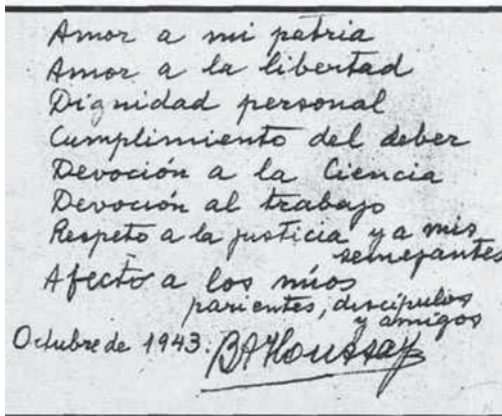 Amor a mi patria
Amor a la libertad
Dignidad personal
Cumplimiento del deber
Devoción a la Ciencia
Devoción al trabajo
Respeto a la justicia y a mis
semejantes
Afecto a los míos
parientes, discípulos
y amigos
Octubre de 1943. BAHoussay